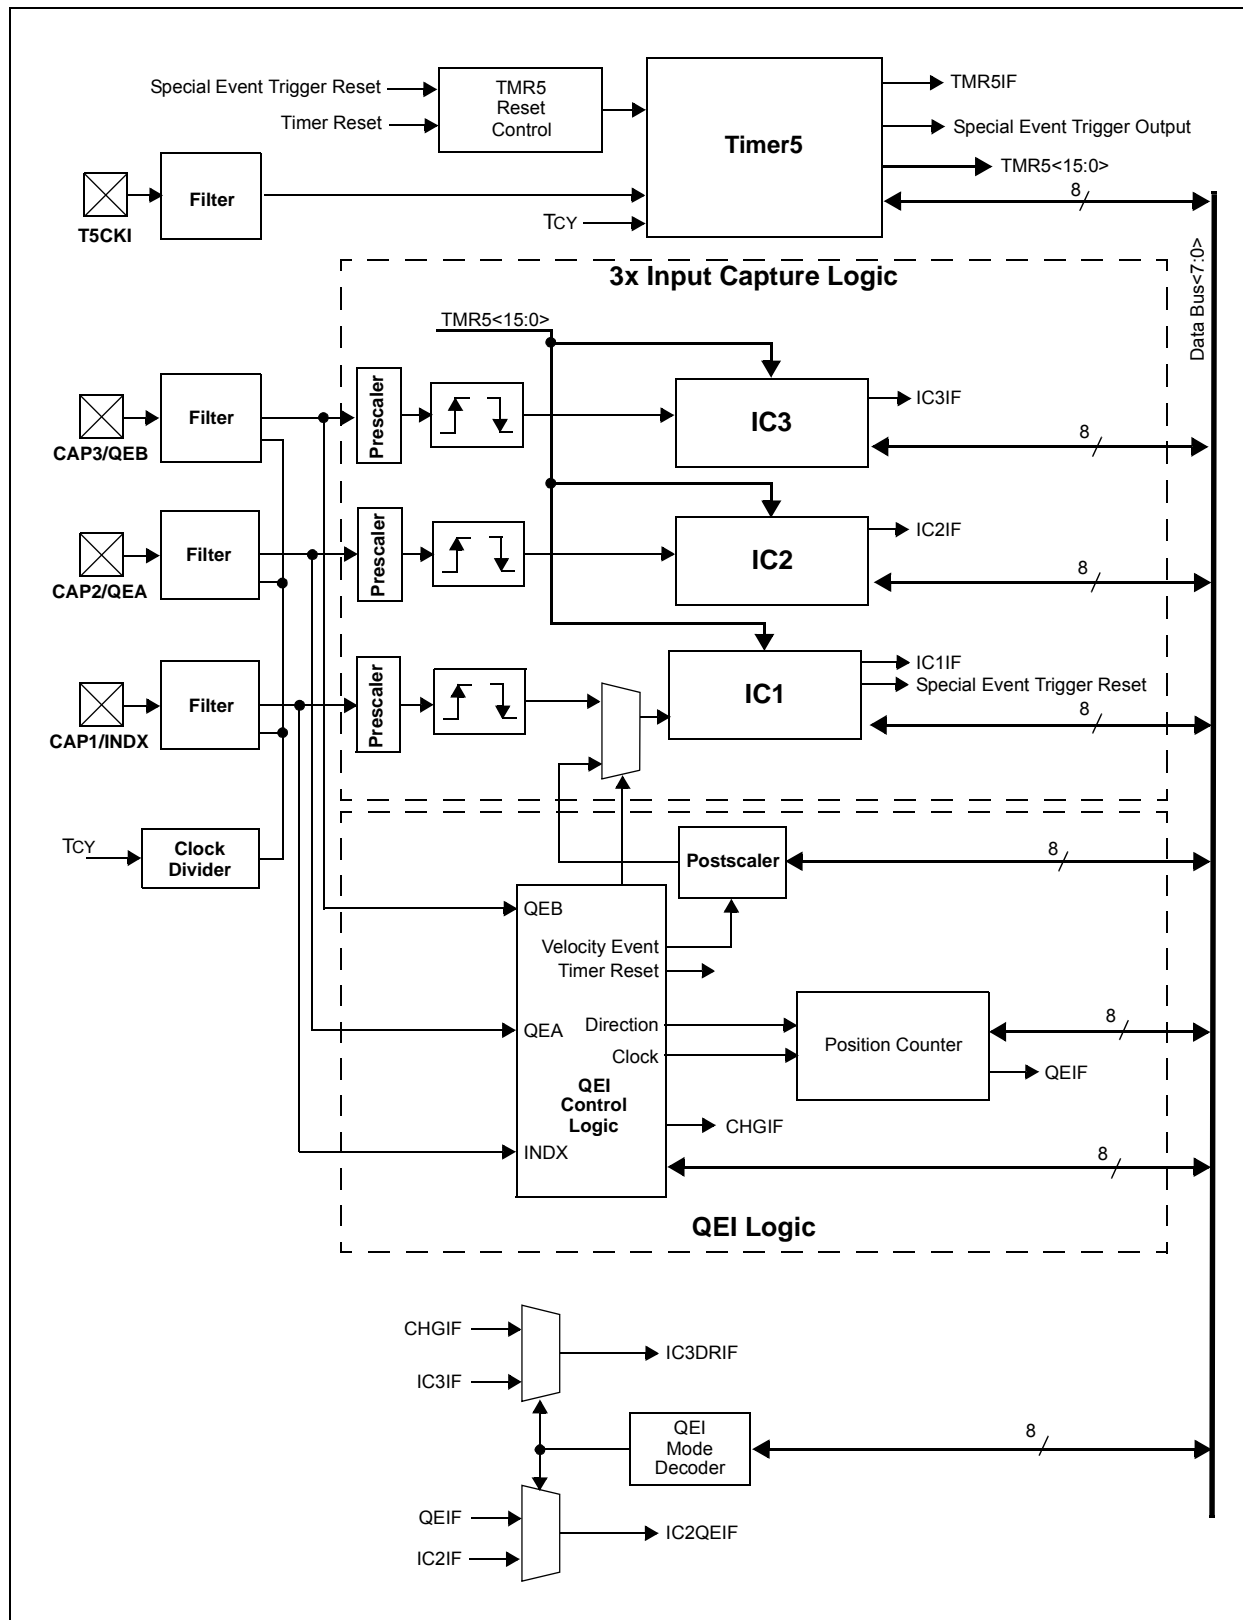 Special Event Trigger Reset
Timer Reset
TMR5
Reset
Control
Timer5
TMR5IF
Special Event Trigger Output
TMR5<15:0>
8
T5CKI
Filter
TCY
Data Bus<7:0>
3x Input Capture Logic
TMR5<15:0>
CAP3/QEB
Filter
Prescaler
IC3
IC3IF
8
CAP2/QEA
Filter
Prescaler
IC2
IC2IF
8
CAP1/INDX
Filter
Prescaler
IC1
IC1IF
Special Event Trigger Reset
8
TCY
Clock
Divider
Postscaler
8
QEB
Velocity Event
Timer Reset
QEA
Direction
Clock
Position Counter
8
QEIF
QEI
Control
Logic
CHGIF
INDX
8
QEI Logic
CHGIF
IC3IF
IC3DRIF
QEI
Mode
Decoder
8
QEIF
IC2IF
IC2QEIF